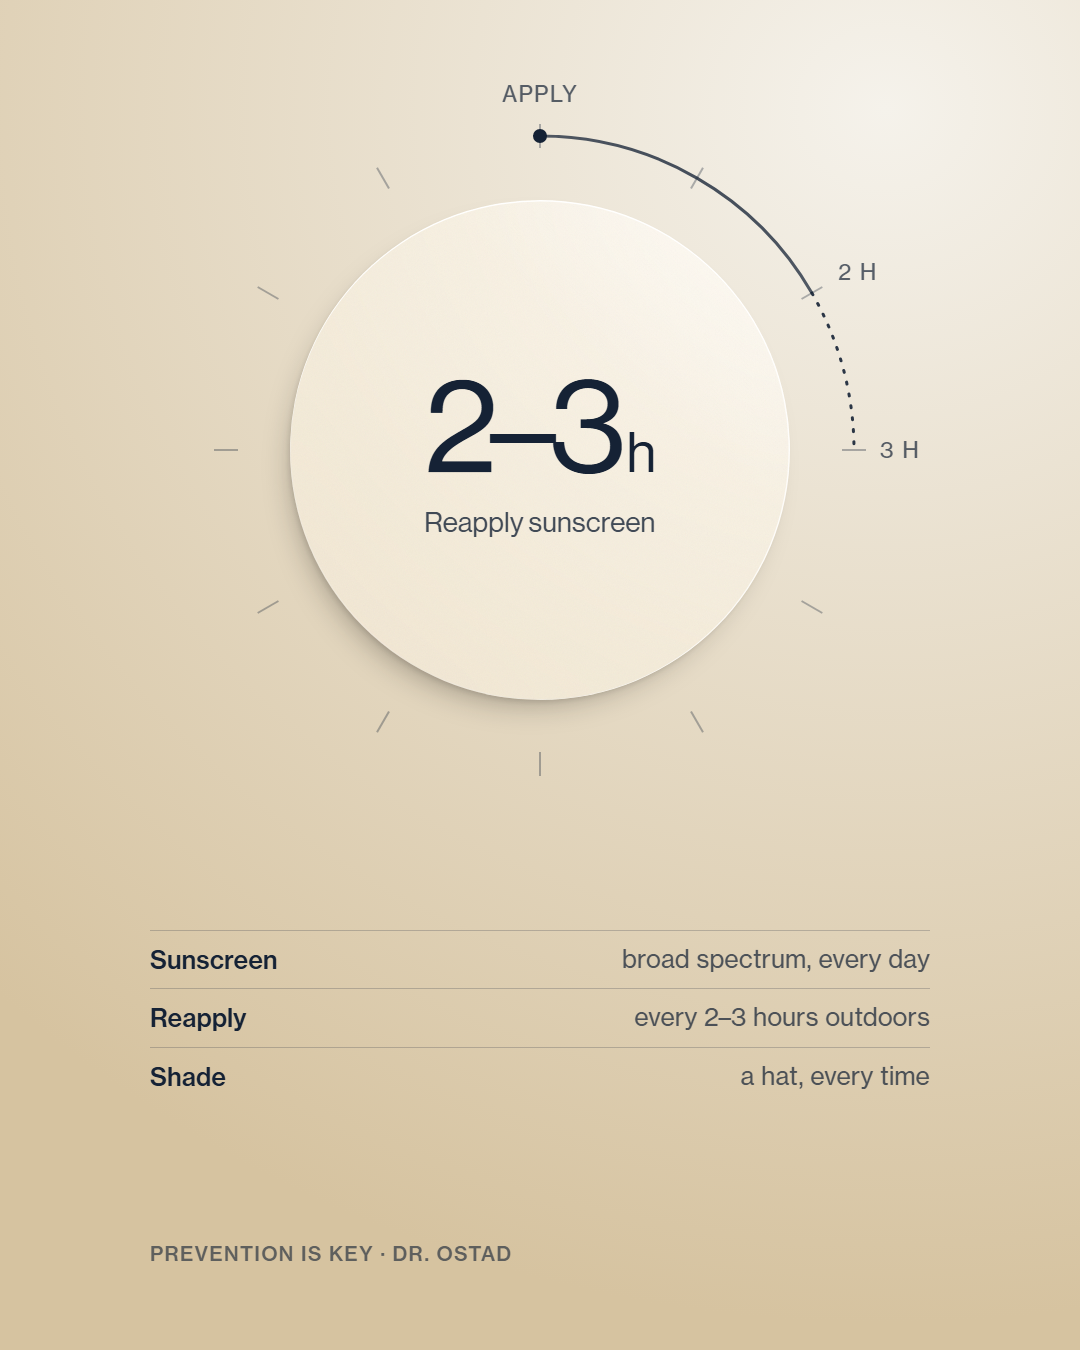 APPLY
2 H
2–3h
3 H
Reapply sunscreen
Sunscreen broad spectrum, every day
Reapply every 2–3 hours outdoors
Shade a hat, every time
PREVENTION IS KEY · DR. OSTAD